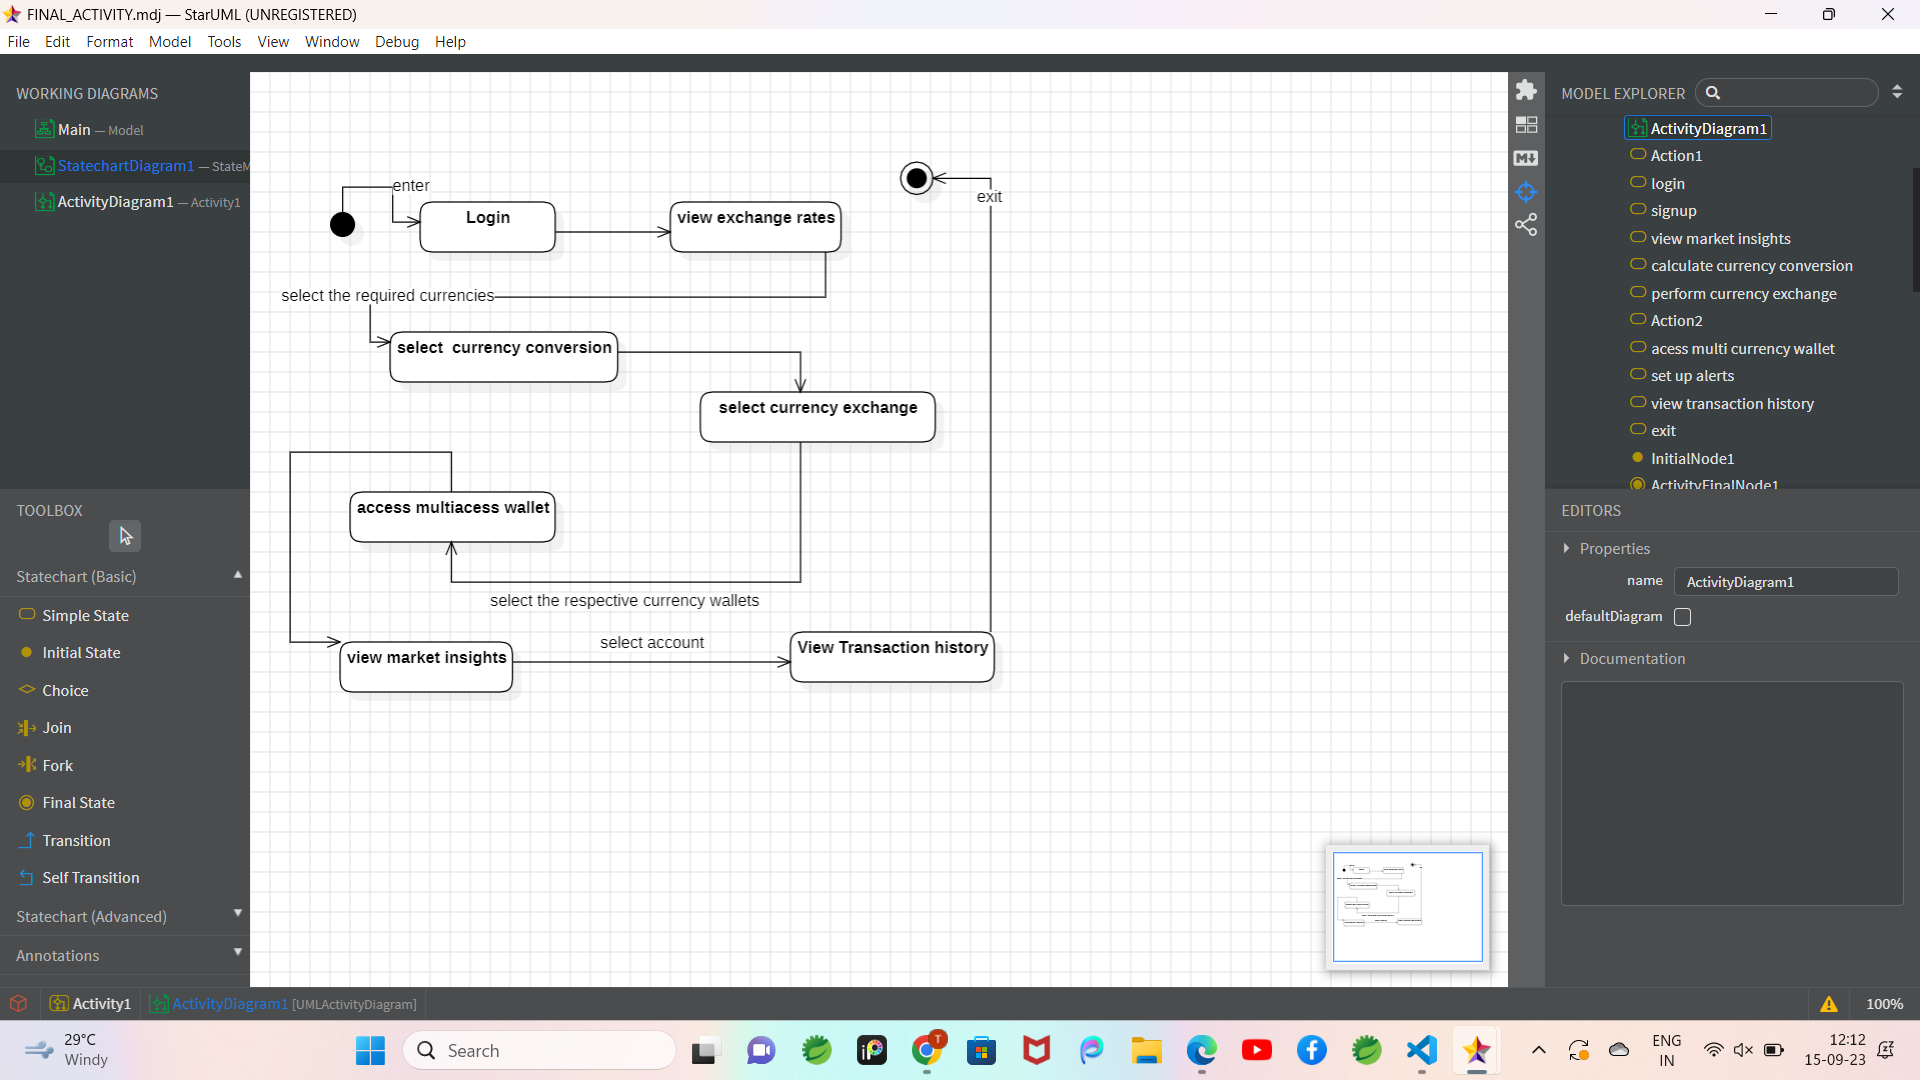 FINAL_ACTIVITY.mdj — StarUML (UNREGISTERED)
File Edit Format Model Tools View Window Debug Help
WORKING DIAGRAMS
Main — Model
StatechartDiagram1 — StateM
ActivityDiagram1 — Activity1
TOOLBOX
Statechart (Basic)
Simple State
Initial State
Choice
Join
Fork
Final State
Transition
Self Transition
Statechart (Advanced)
Annotations
enter
Login
view exchange rates
exit
select the required currencies
select  currency conversion
select currency exchange
access multiacess wallet
select the respective currency wallets
select account
view market insights
View Transaction history
MODEL EXPLORER
ActivityDiagram1
Action1
login
signup
view market insights
calculate currency conversion
perform currency exchange
Action2
acess multi currency wallet
set up alerts
view transaction history
exit
InitialNode1
ActivityFinalNode1
EDITORS
Properties
name ActivityDiagram1
defaultDiagram
Documentation
Activity1 ActivityDiagram1 [UMLActivityDiagram]
100%
29°C
Windy
Search
ENG
IN
12:12
15-09-23